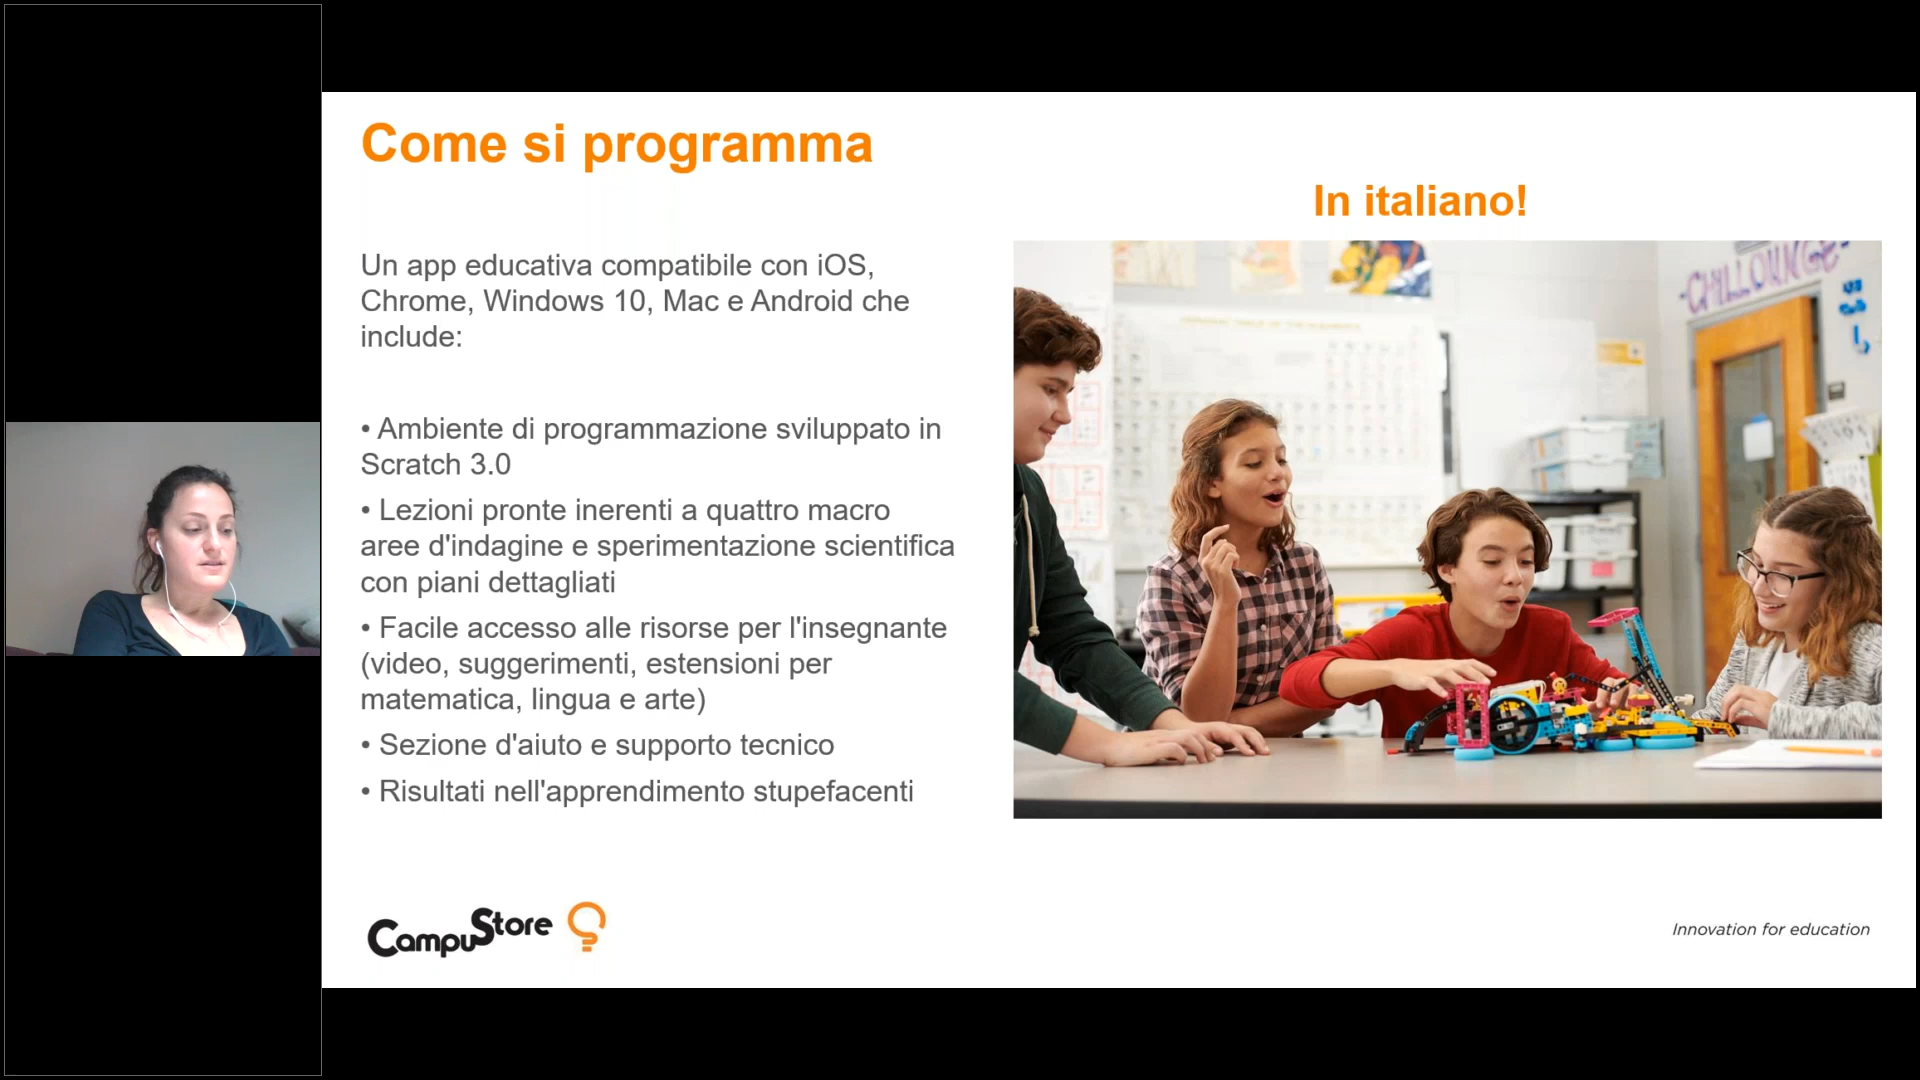 Come si programma
In italiano!
Un app educativa compatibile con iOS,
Chrome, Windows 10, Mac e Android che
include:
• Ambiente di programmazione sviluppato in
Scratch 3.0
• Lezioni pronte inerenti a quattro macro
aree d'indagine e sperimentazione scientifica
con piani dettagliati
• Facile accesso alle risorse per l'insegnante
(video, suggerimenti, estensioni per
matematica, lingua e arte)
• Sezione d'aiuto e supporto tecnico
• Risultati nell'apprendimento stupefacenti
CHILLOUNGE
CampuStore
Innovation for education